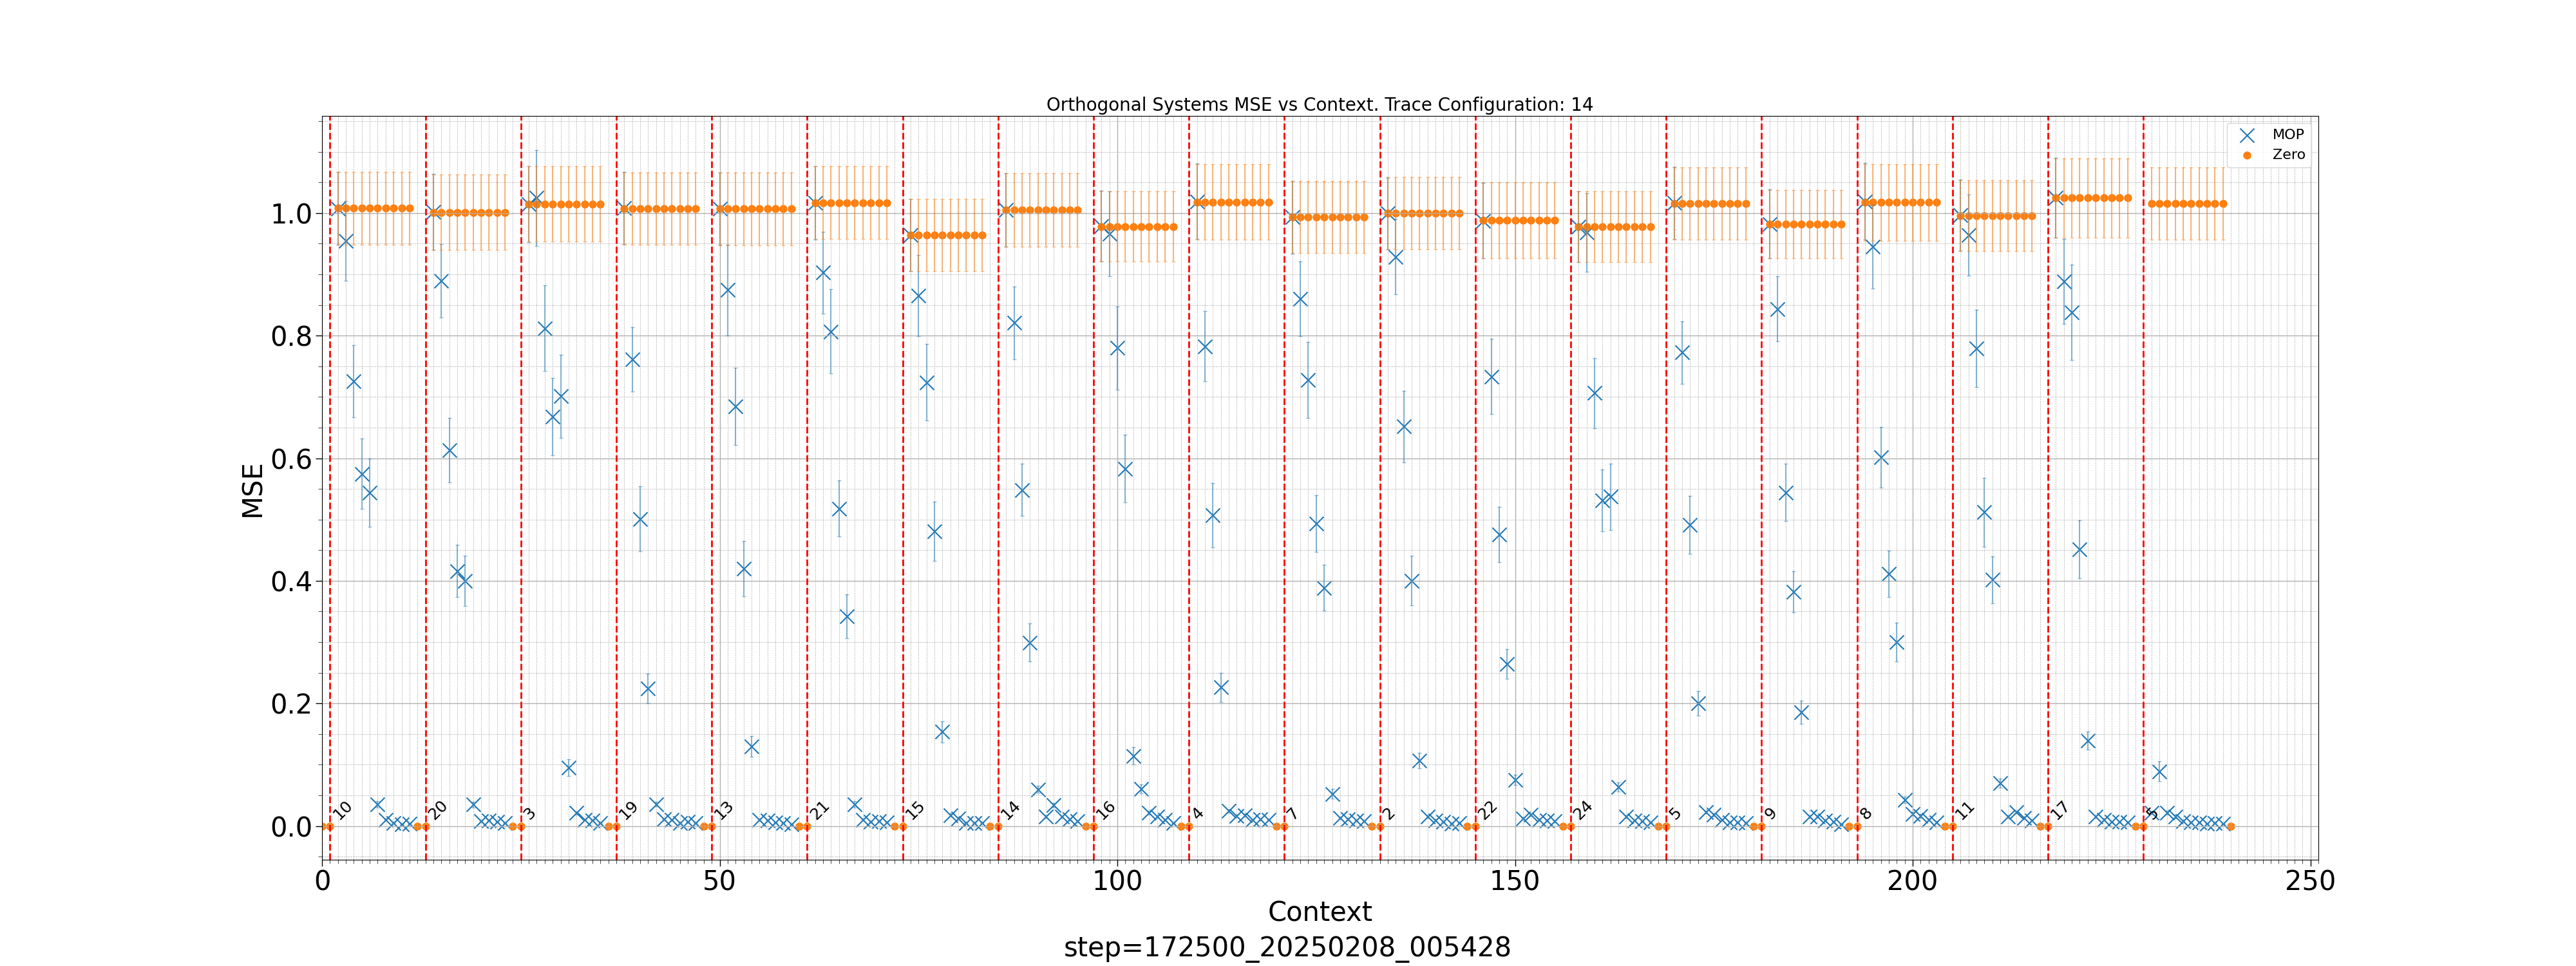 Orthogonal Systems MSE vs Context. Trace Configuration: 14
MOP
Zero
MSE
1.0
0.8
0.6
0.4
0.2
0.0
10 20 3 19 13 21 15 14 16 4 7 2 22 24 5 9 8 11 17 5
0 50 100 150 200 250
Context
step=172500_20250208_005428